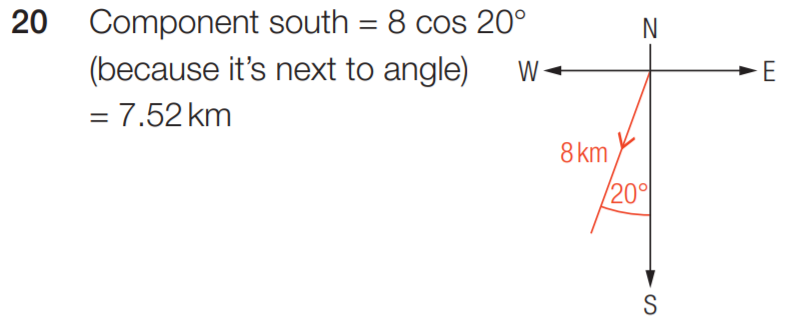 20 Component south = 8 cos 20°
(because it's next to angle)
= 7.52 km
N
W E
8 km
20°
S